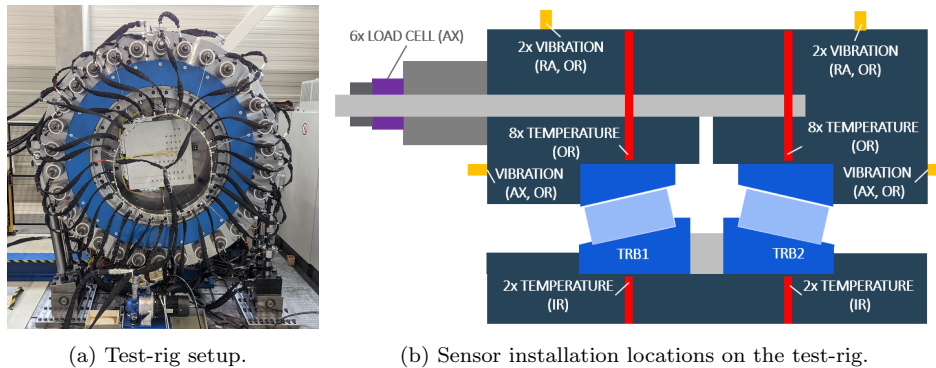 6x LOAD CELL (AX)
2x VIBRATION
(RA, OR)
2x VIBRATION
(RA, OR)
8x TEMPERATURE
(OR)
8x TEMPERATURE
(OR)
VIBRATION
(AX, OR)
VIBRATION
(AX, OR)
TRB1
TRB2
2x TEMPERATURE
(IR)
2x TEMPERATURE
(IR)
(a) Test-rig setup.
(b) Sensor installation locations on the test-rig.